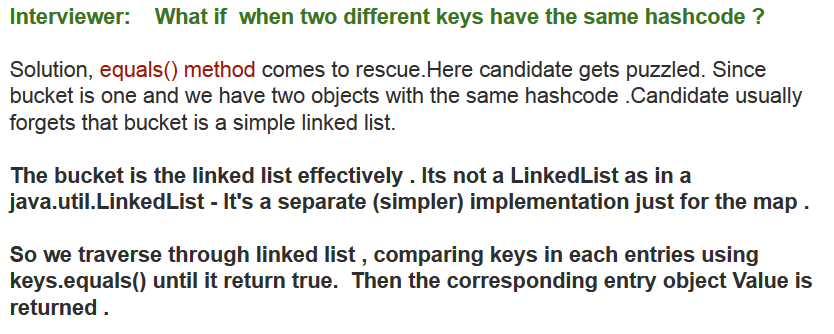 Interviewer:    What if  when two different keys have the same hashcode ?
Solution, equals() method comes to rescue.Here candidate gets puzzled. Since
bucket is one and we have two objects with the same hashcode .Candidate usually
forgets that bucket is a simple linked list.
The bucket is the linked list effectively . Its not a LinkedList as in a
java.util.LinkedList - It's a separate (simpler) implementation just for the map .
So we traverse through linked list , comparing keys in each entries using
keys.equals() until it return true.  Then the corresponding entry object Value is
returned .